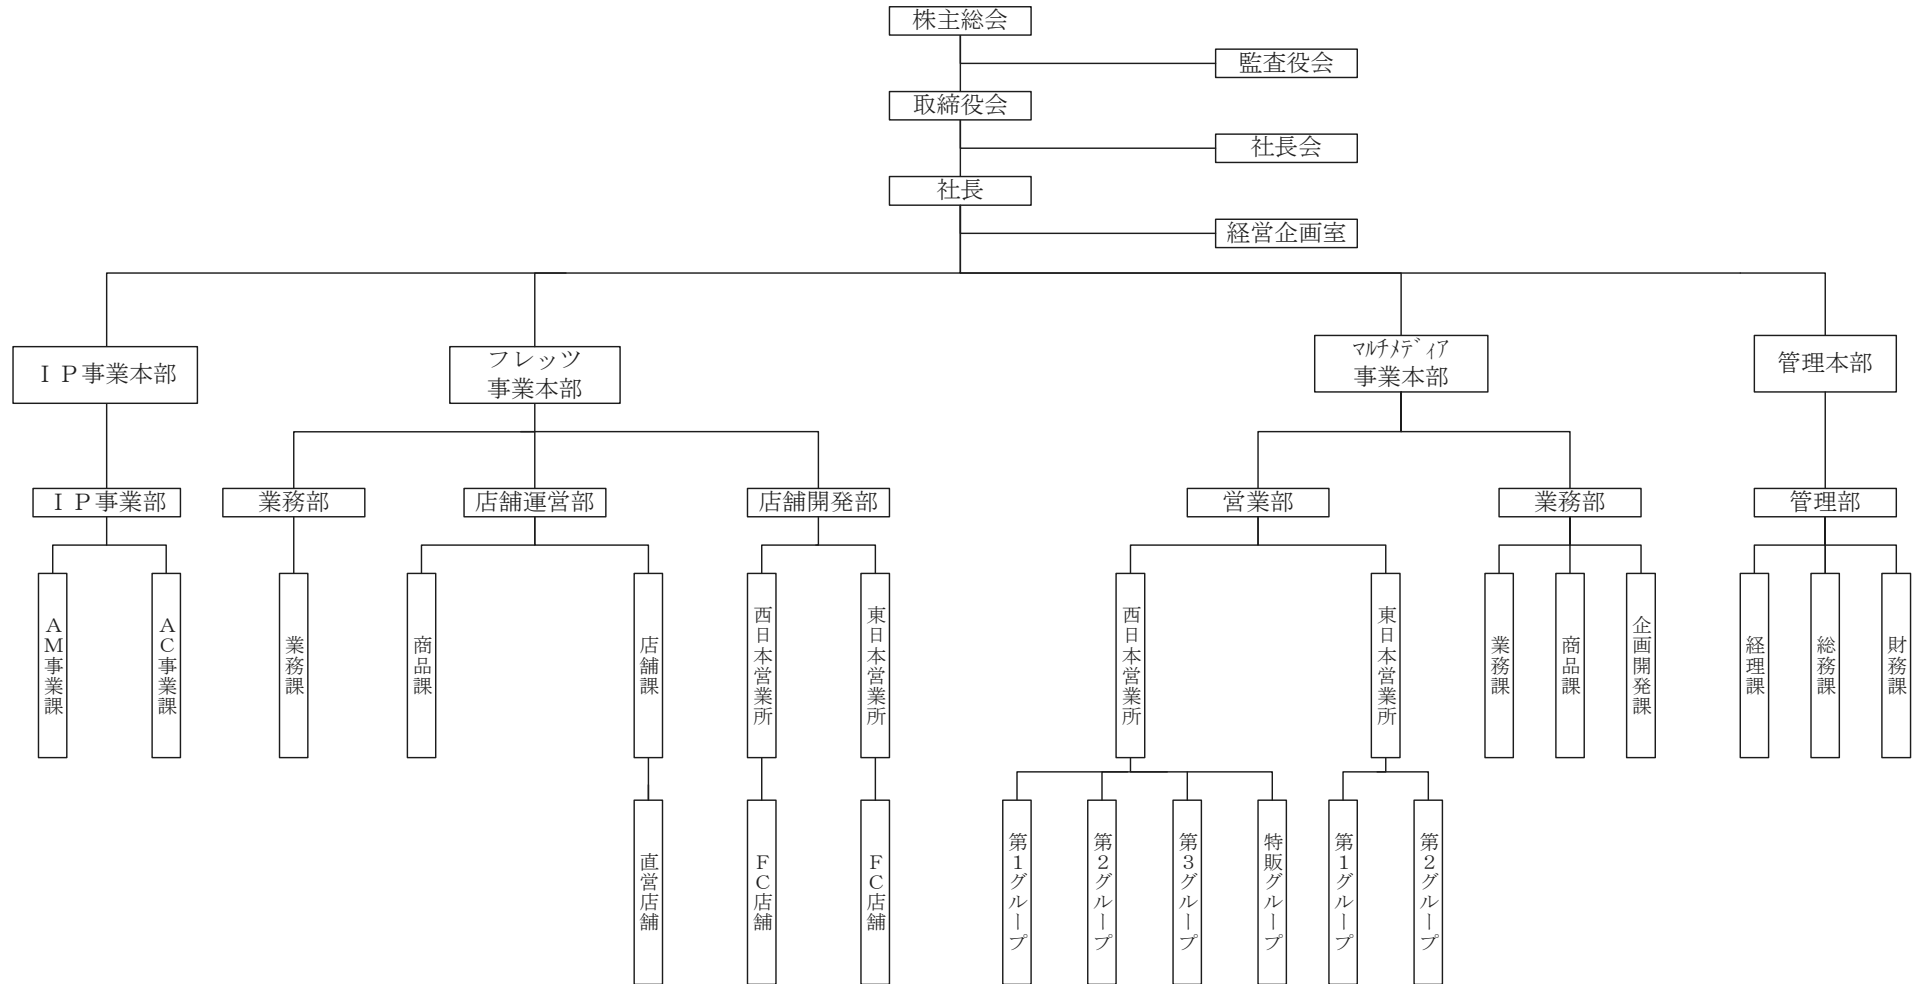 株主総会
監査役会
取締役会
社長会
社長
経営企画室
ＩＰ事業本部
フレッツ
事業本部
ﾏﾙﾁﾒﾃﾞｨｱ
事業本部
管理本部
ＩＰ事業部
業務部
店舗運営部
店舗開発部
営業部
業務部
管理部
ＡＭ事業課
ＡＣ事業課
業務課
商品課
店舗課
西日本営業所
東日本営業所
西日本営業所
東日本営業所
業務課
商品課
企画開発課
経理課
総務課
財務課
直営店舗
ＦＣ店舗
ＦＣ店舗
第１グループ
第２グループ
第３グループ
特販グループ
第１グループ
第２グループ